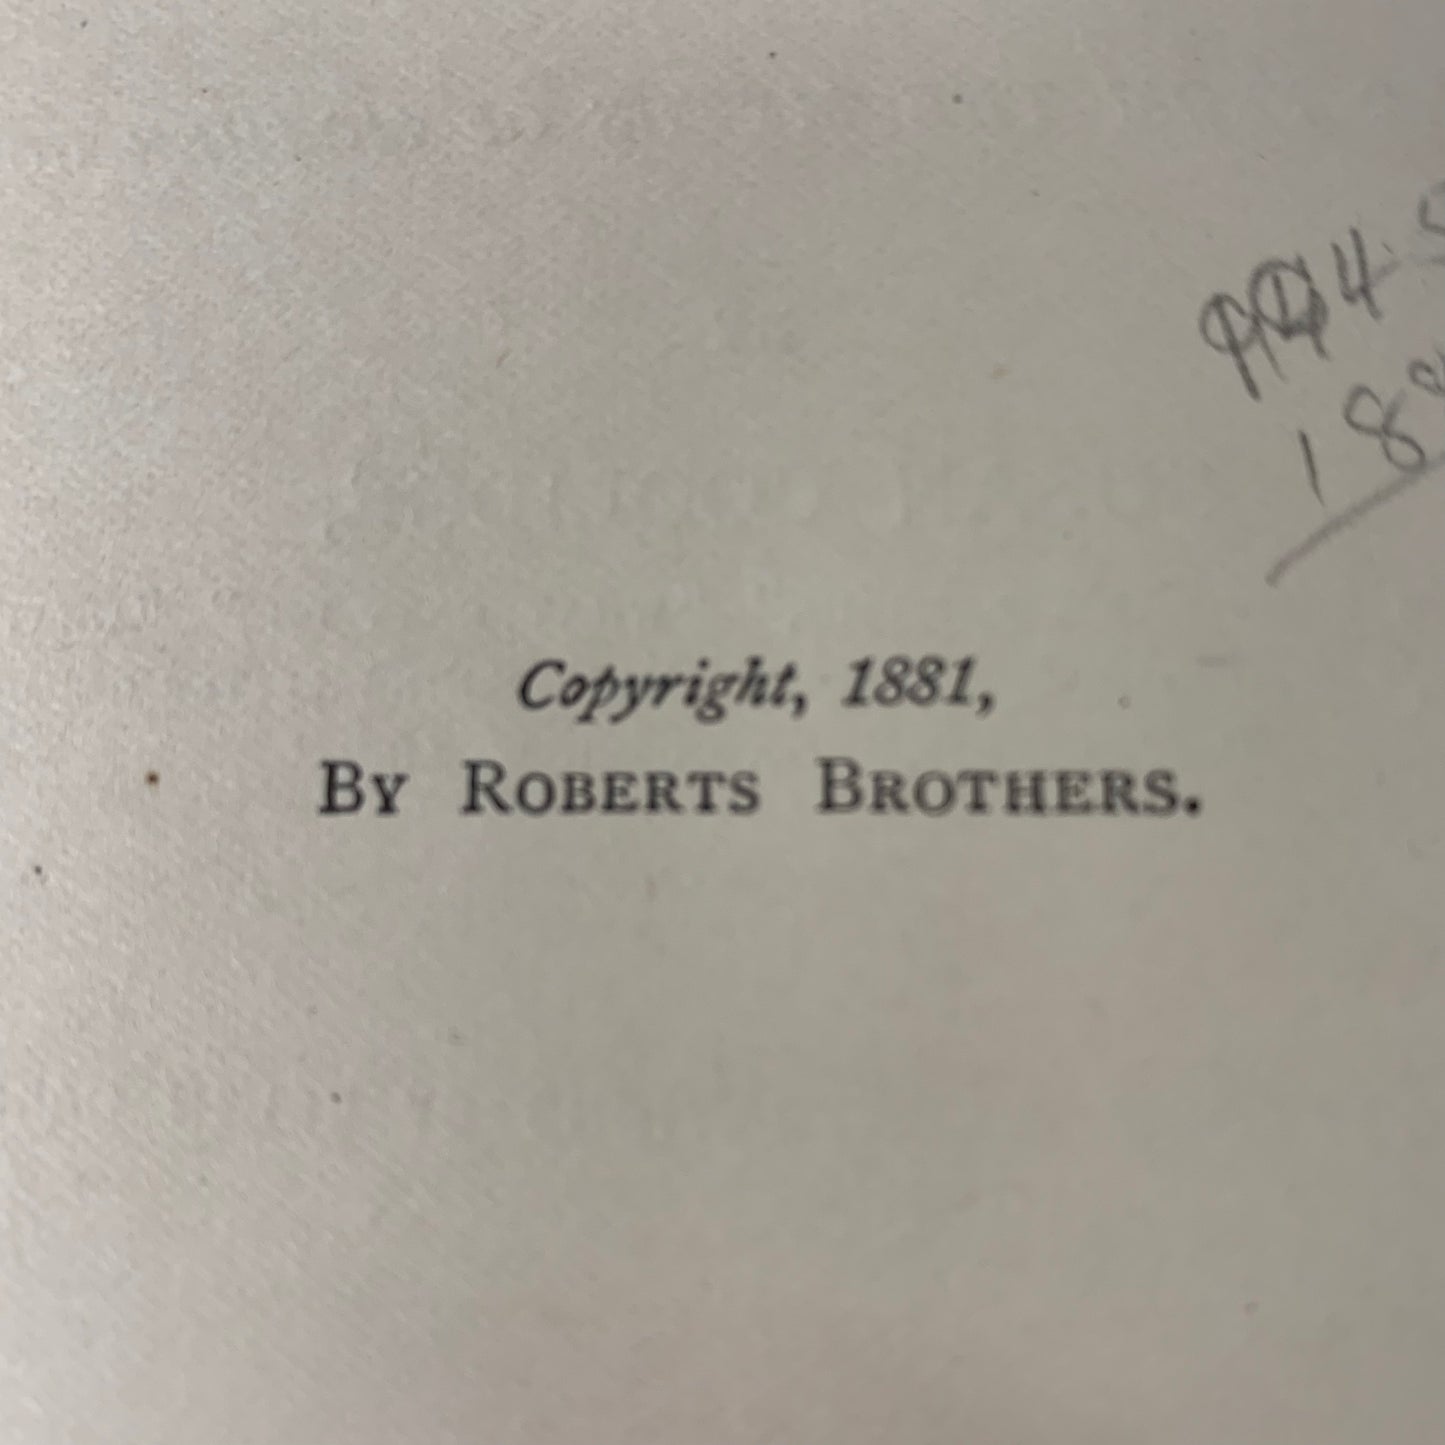 Copyright, 1881,
By Roberts Brothers.